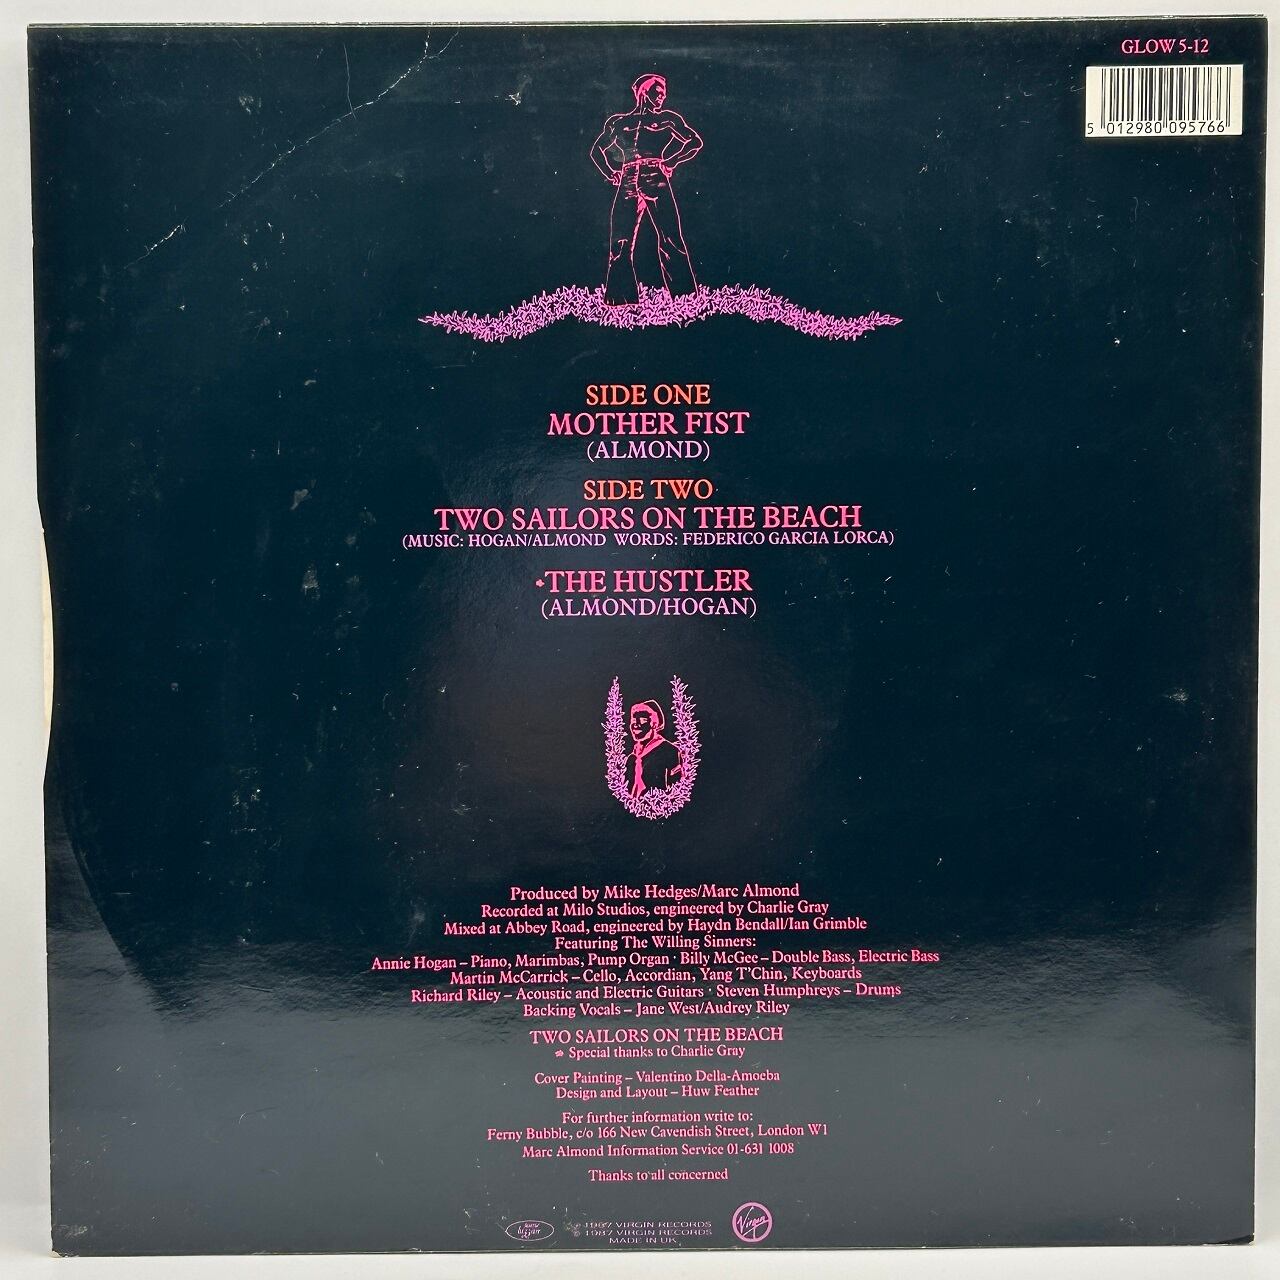 GLOW 5-12
5 012980 095766
SIDE ONE
MOTHER FIST
(ALMOND)
SIDE TWO
TWO SAILORS ON THE BEACH
(MUSIC: HOGAN/ALMOND WORDS: FEDERICO GARCIA LORCA)
THE HUSTLER
(ALMOND/HOGAN)
Produced by Mike Hedges/Marc Almond
Recorded at Milo Studios, engineered by Charlie Gray
Mixed at Abbey Road, engineered by Haydn Bendall/Ian Grimble
Featuring The Willing Sinners:
Annie Hogan – Piano, Marimbas, Pump Organ · Billy McGee – Double Bass, Electric Bass
Martin McCarrick – Cello, Accordian, Yang T'Chin, Keyboards
Richard Riley – Acoustic and Electric Guitars · Steven Humphreys – Drums
Backing Vocals – Jane West/Audrey Riley
TWO SAILORS ON THE BEACH
Special thanks to Charlie Gray
Cover Painting – Valentino Della-Amoeba
Design and Layout – Huw Feather
For further information write to:
Ferny Bubble, c/o 166 New Cavendish Street, London W1
Marc Almond Information Service 01-631 1008
Thanks to all concerned
some bizzare
℗ 1987 VIRGIN RECORDS
© 1987 VIRGIN RECORDS
MADE IN UK
Virgin